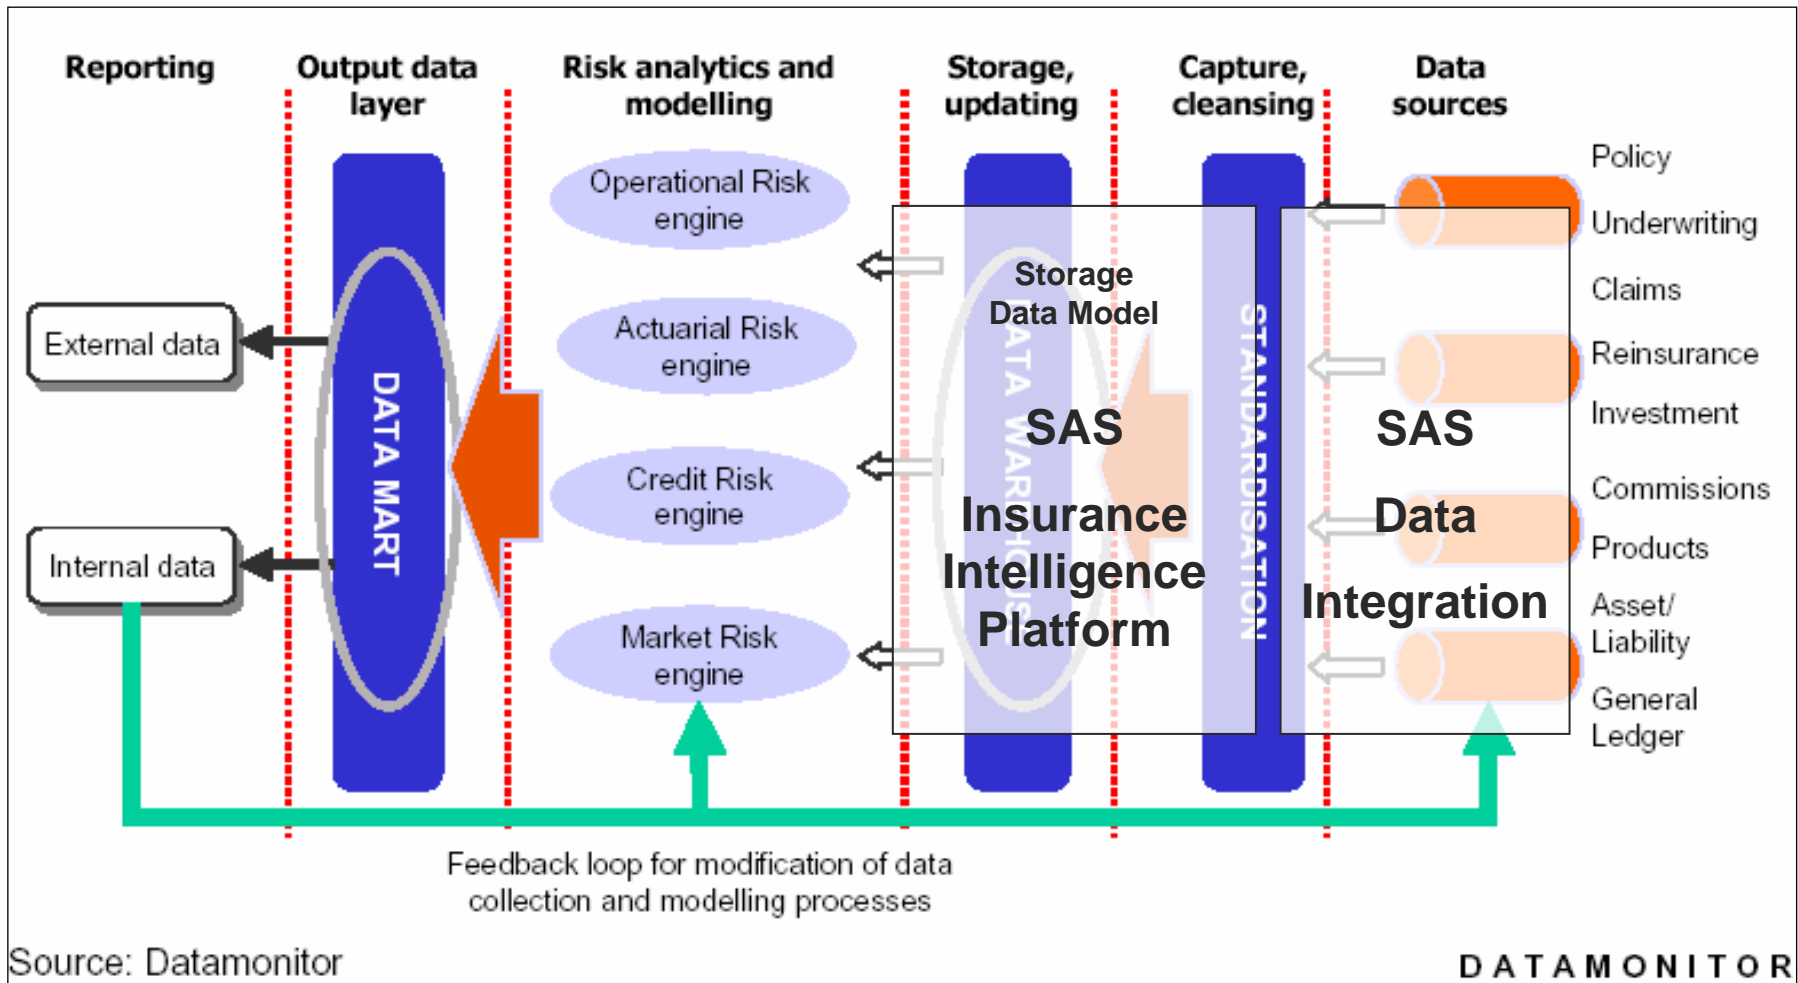 Reporting
Output data
layer
Risk analytics and
modelling
Storage,
updating
Capture,
cleansing
Data
sources
External data
Internal data
DATA MART
Operational Risk
engine
Actuarial Risk
engine
Credit Risk
engine
Market Risk
engine
DATA WAREHOUSE
Storage
Data Model
SAS
Insurance
Intelligence
Platform
STANDARDISATION
SAS
Data
Integration
Policy
Underwriting
Claims
Reinsurance
Investment
Commissions
Products
Asset/
Liability
General
Ledger
Feedback loop for modification of data
collection and modelling processes
Source: Datamonitor
DATAMONITOR